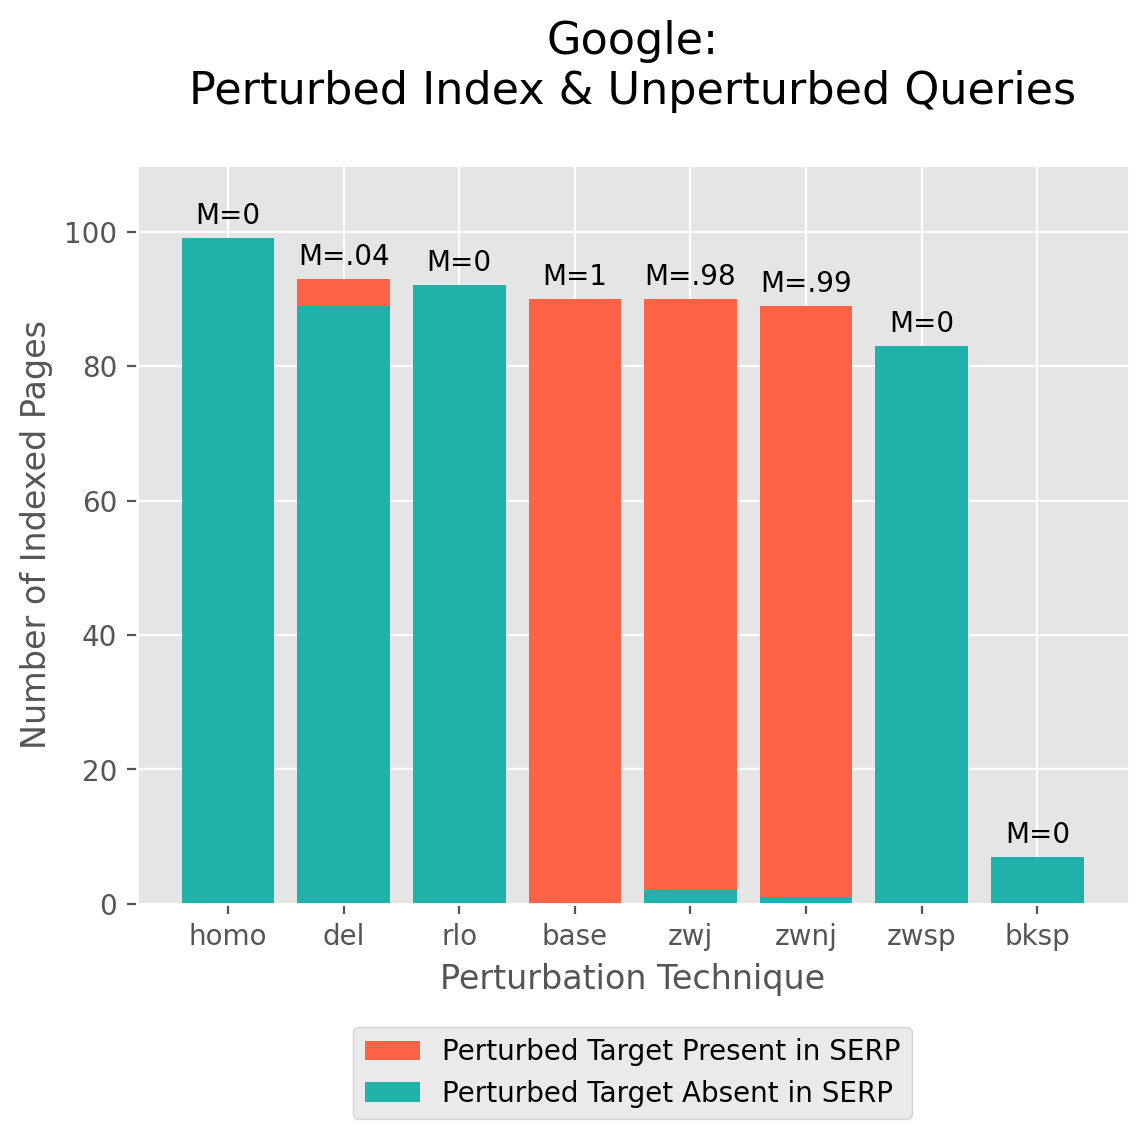 Google:
Perturbed Index & Unperturbed Queries
Number of Indexed Pages
100
80
60
40
20
0
M=0
M=.04
M=0
M=1
M=.98
M=.99
M=0
M=0
homo
del
rlo
base
zwj
zwnj
zwsp
bksp
Perturbation Technique
Perturbed Target Present in SERP
Perturbed Target Absent in SERP